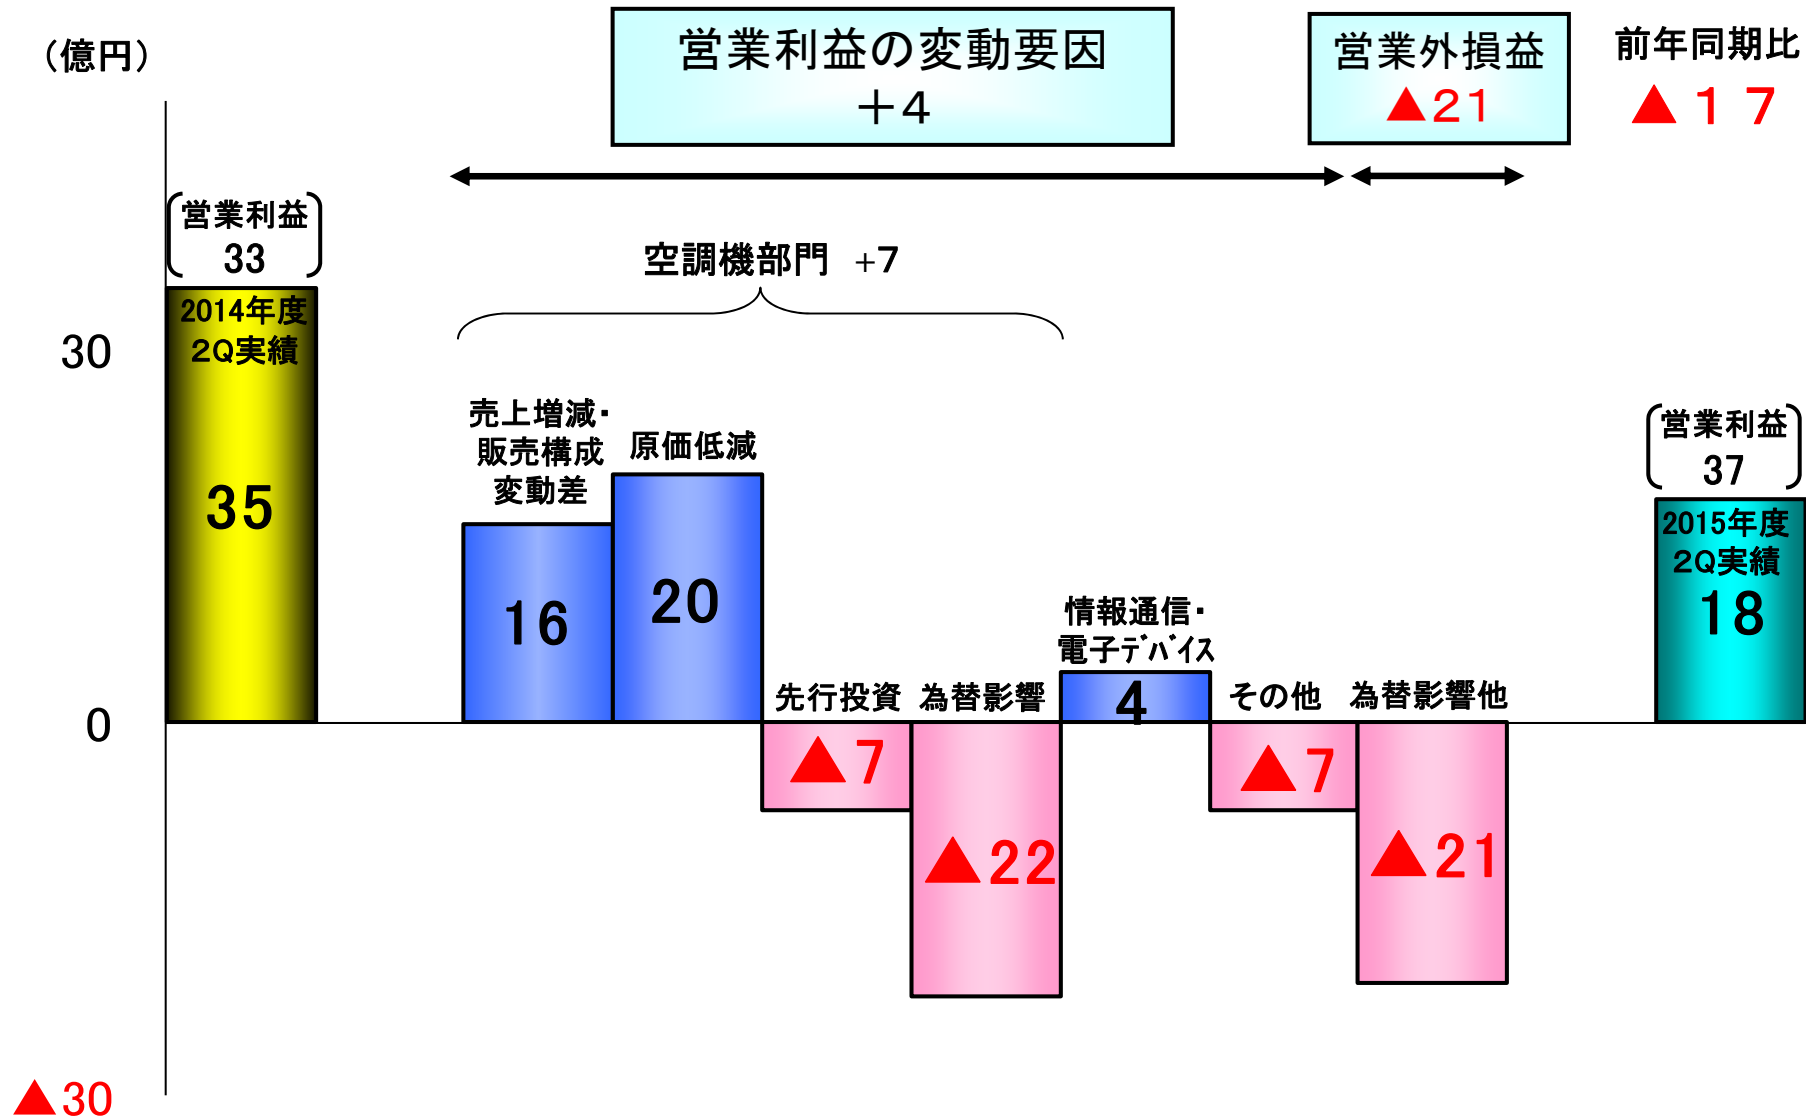 (億円)
営業利益の変動要因
＋4
営業外損益
▲21
前年同期比
▲１７
営業利益
33
2014年度
２Q実績
35
30
0
▲30
空調機部門 +7
売上増減・
販売構成
変動差
16
原価低減
20
先行投資
▲7
為替影響
▲22
情報通信・
電子ﾃﾞﾊﾞｲｽ
4
その他
▲7
為替影響他
▲21
営業利益
37
2015年度
２Q実績
18